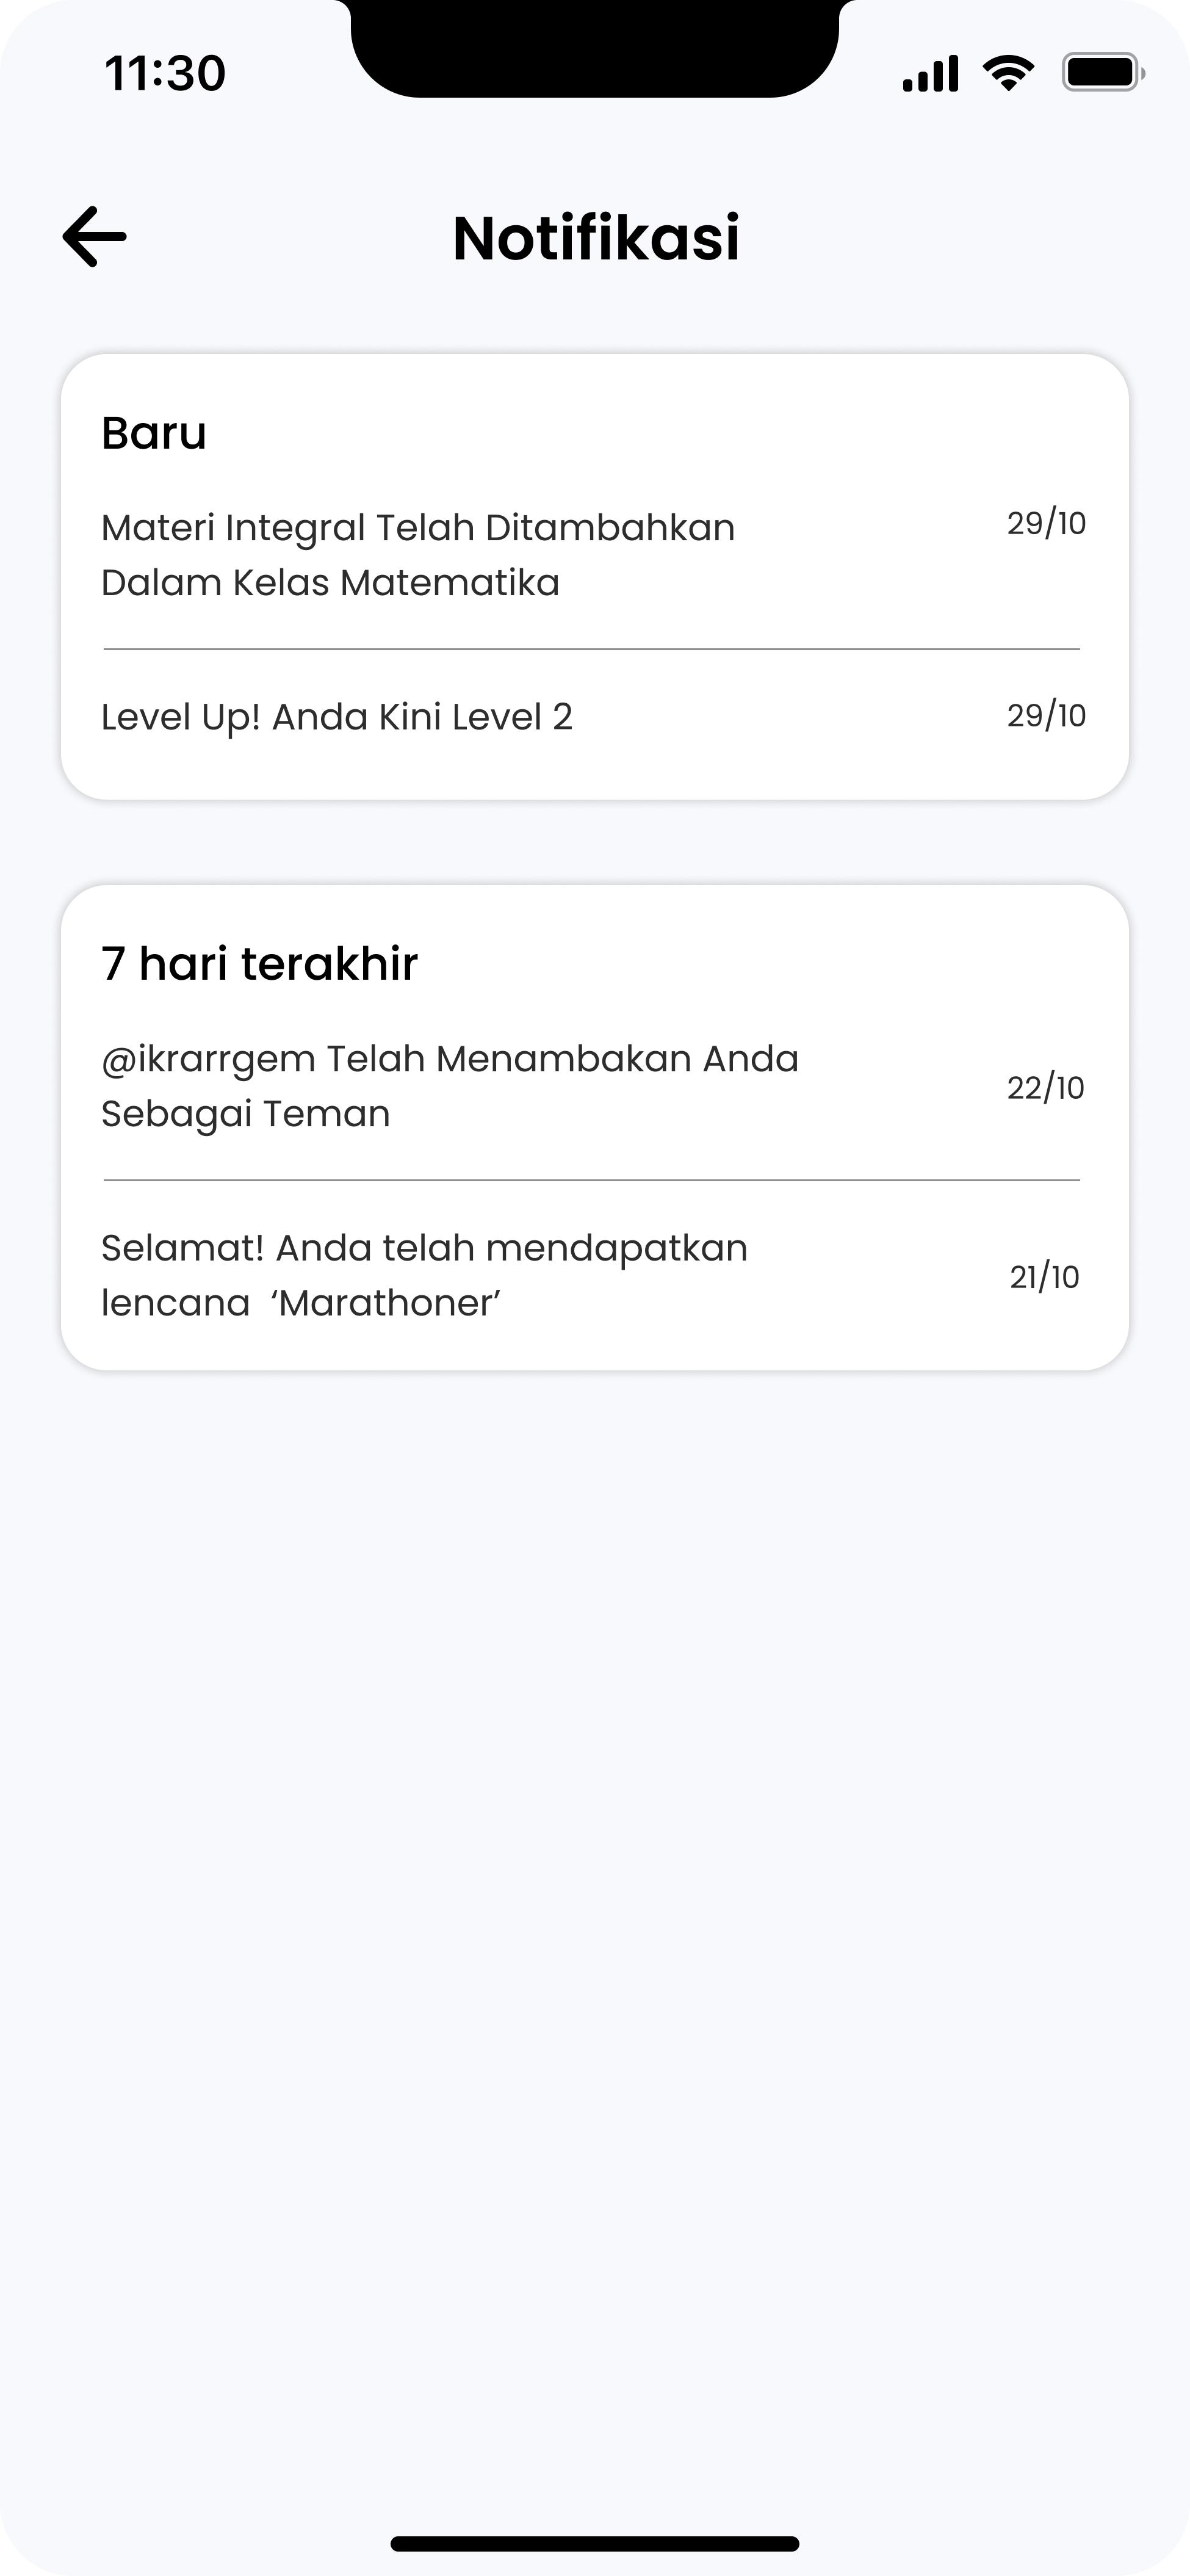 11:30
Notifikasi
Baru
Materi Integral Telah Ditambahkan
Dalam Kelas Matematika
29/10
Level Up! Anda Kini Level 2
29/10
7 hari terakhir
@ikrarrgem Telah Menambakan Anda
Sebagai Teman
22/10
Selamat! Anda telah mendapatkan
lencana  ‘Marathoner’
21/10